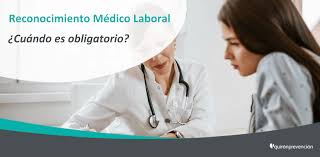 Reconocimiento Médico Laboral
¿Cuándo es obligatorio?
quirónprevención